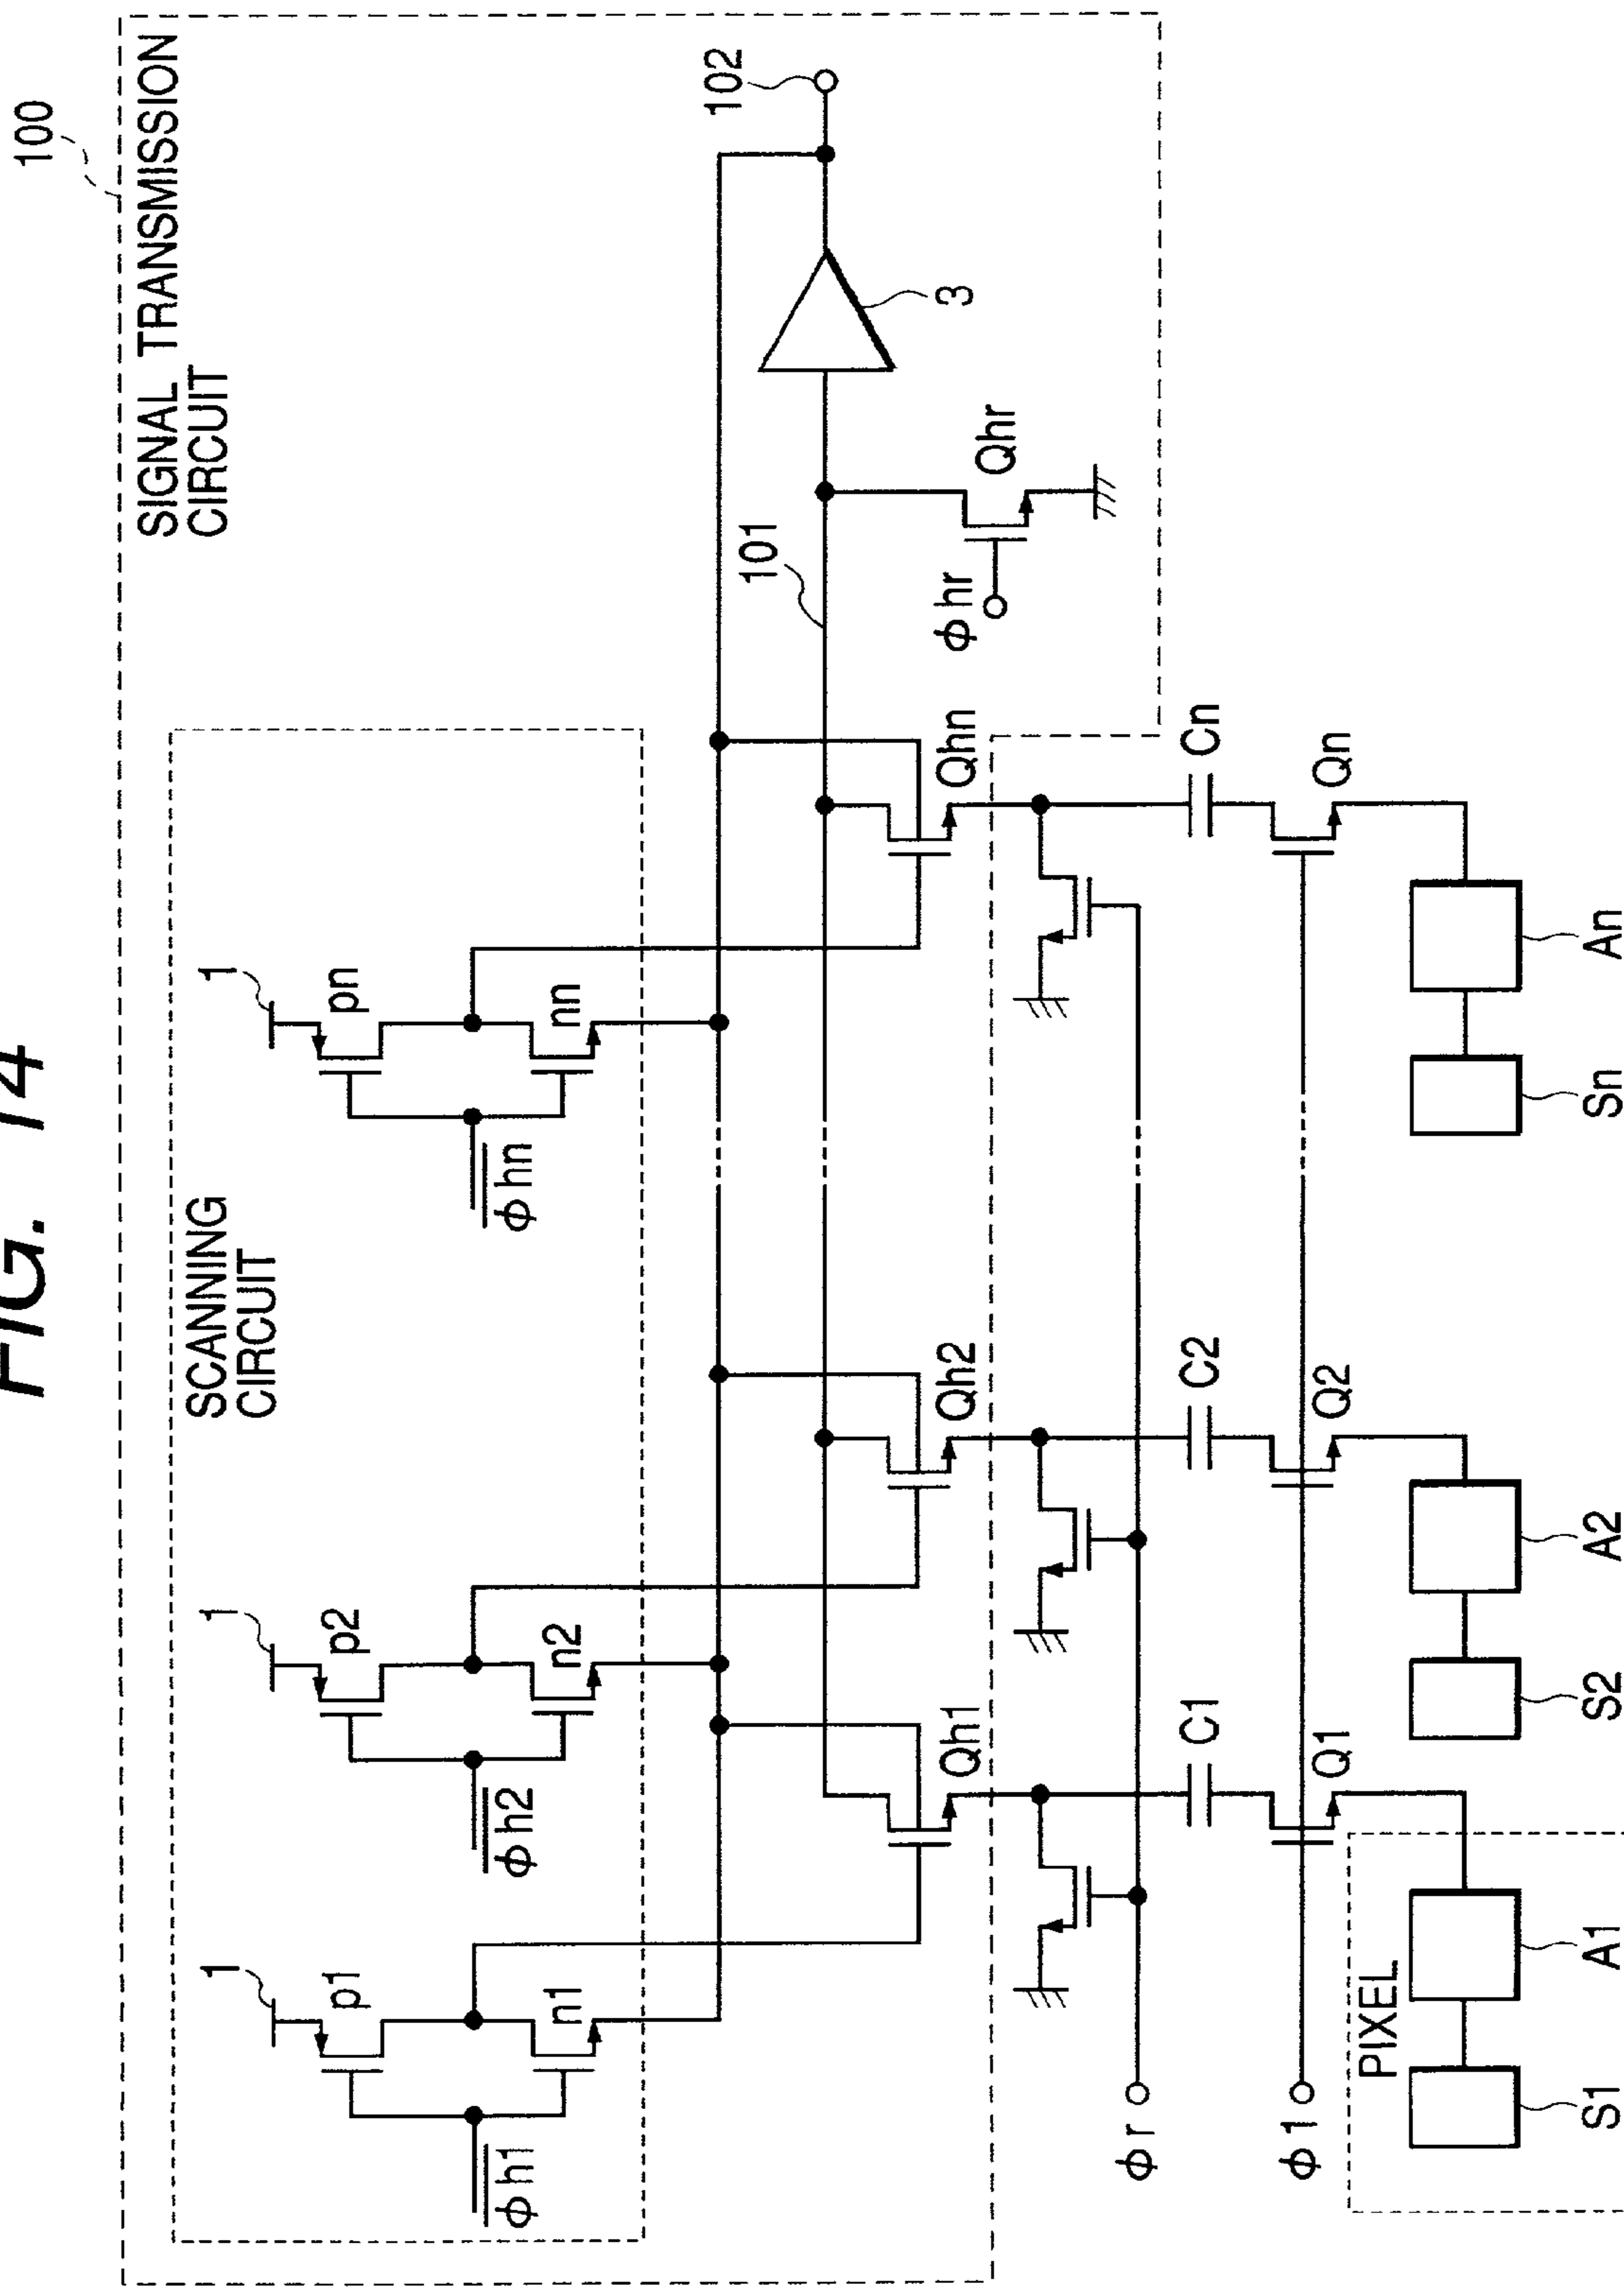 FIG. 14
100
SIGNAL TRANSMISSION
CIRCUIT
SCANNING
CIRCUIT
1
p1
n1
φh1
1
p2
n2
φh2
1
pn
nn
φhn
101
102
3
φhr
Qhr
Qh1
Qh2
Qhn
C1
C2
Cn
φr
φ1
Q1
Q2
Qn
PIXEL
S1
A1
S2
A2
Sn
An